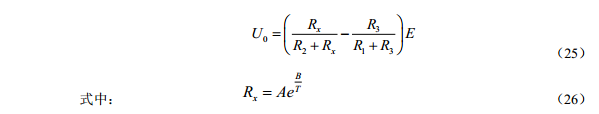 U₀ = (Rₓ/(R₂ + Rₓ) − R₃/(R₁ + R₃)) E （25）
式中： Rₓ = Ae^(B/T) （26）